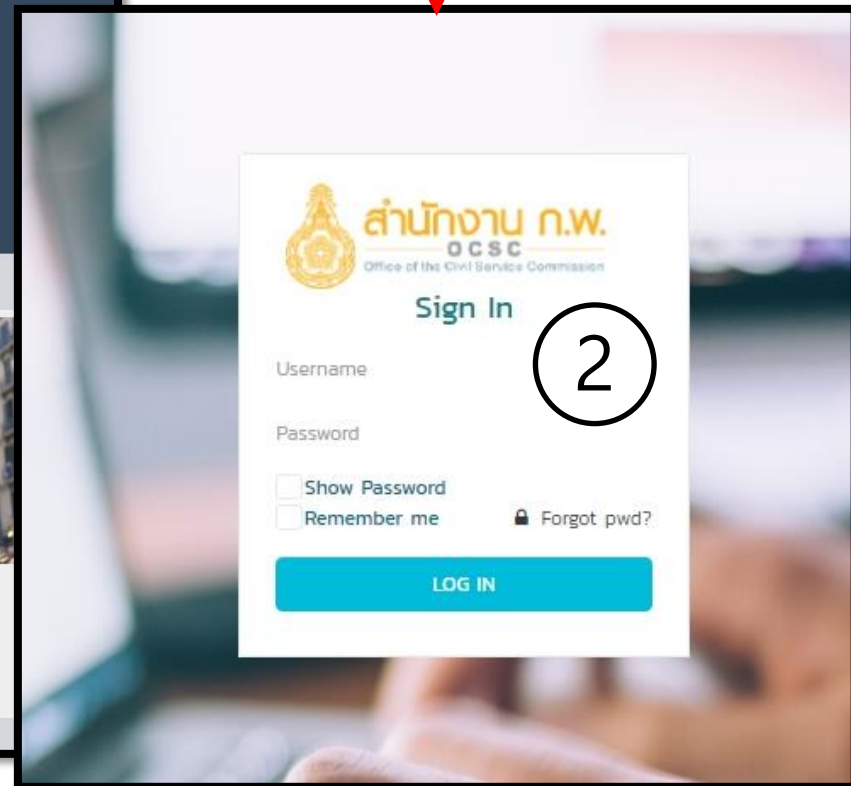 สำนักงาน ก.พ.
OCSC
Office of the Civil Service Commission
Sign In
2
Username
Password
Show Password
Remember me
Forgot pwd?
LOG IN